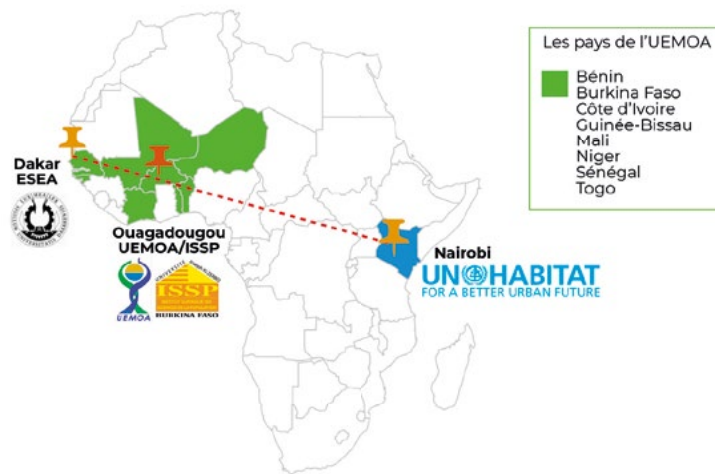 Les pays de l'UEMOA
Bénin
Burkina Faso
Côte d'Ivoire
Guinée-Bissau
Mali
Niger
Sénégal
Togo
Dakar
ESEA
Ouagadougou
UEMOA/ISSP
UEMOA
ISSP
BURKINA FASO
Nairobi
UN HABITAT
FOR A BETTER URBAN FUTURE